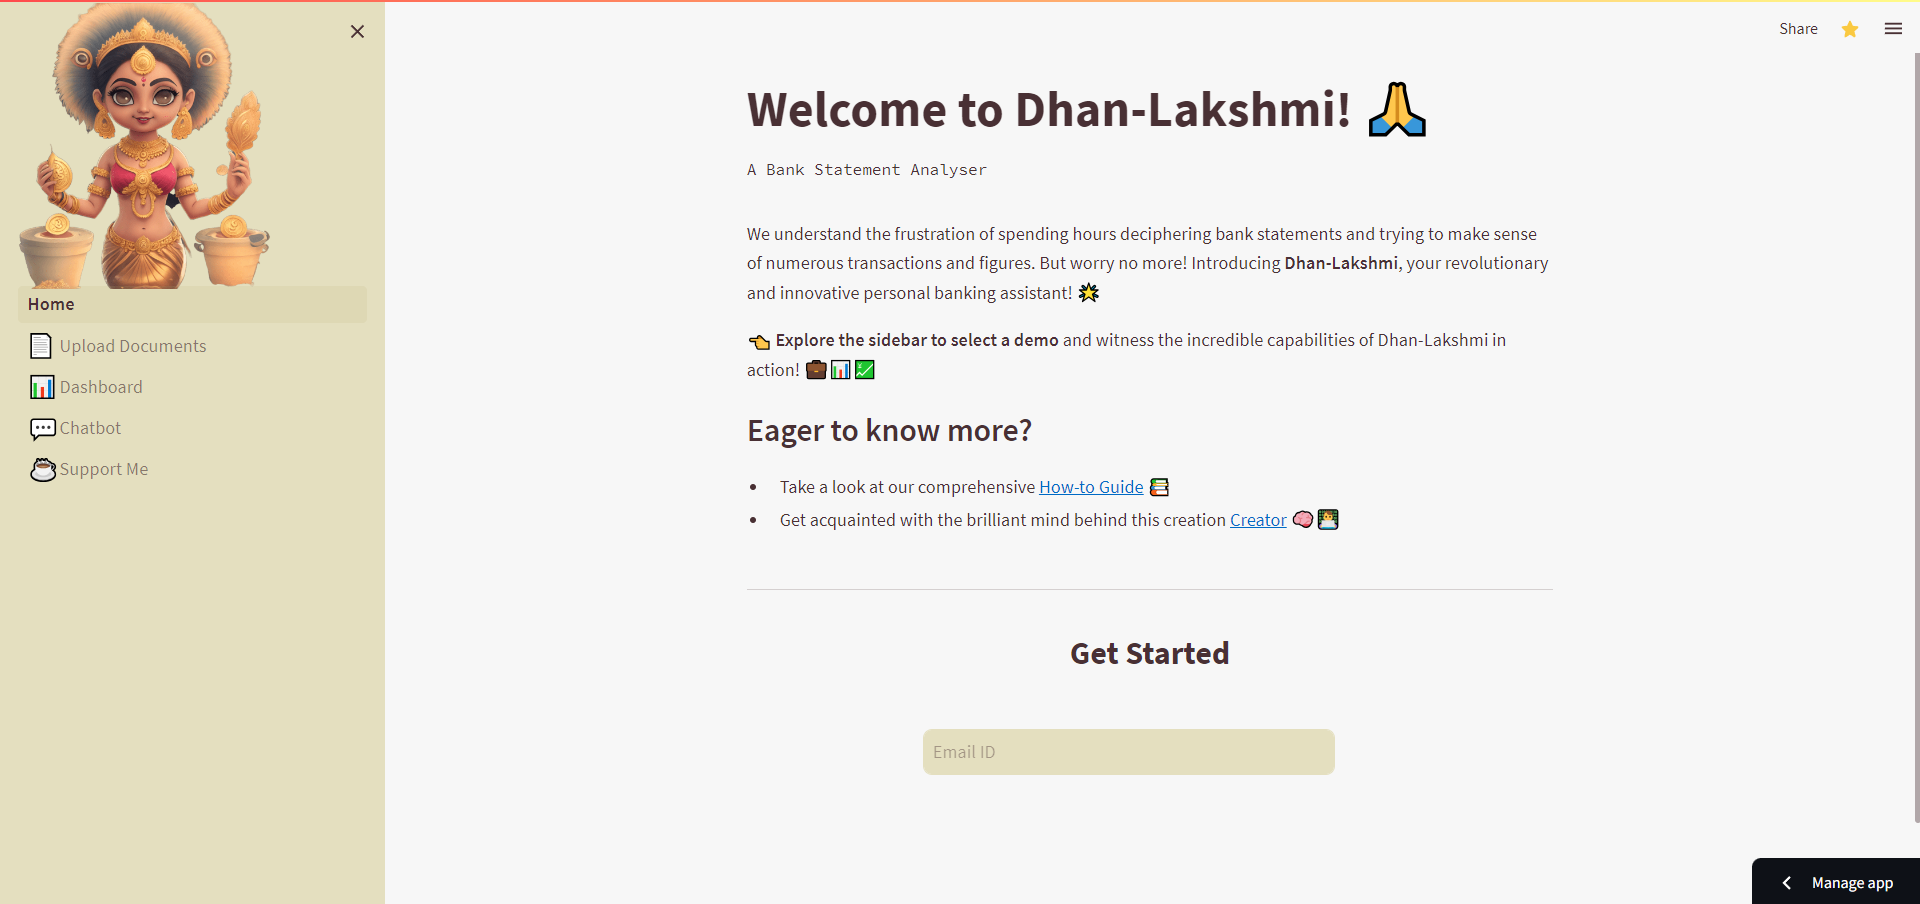 Share
Welcome to Dhan-Lakshmi! 🙏
A Bank Statement Analyser
We understand the frustration of spending hours deciphering bank statements and trying to make sense
of numerous transactions and figures. But worry no more! Introducing Dhan-Lakshmi, your revolutionary
and innovative personal banking assistant! 🌟
👈 Explore the sidebar to select a demo and witness the incredible capabilities of Dhan-Lakshmi in
action! 💼📊💹
Eager to know more?
• Take a look at our comprehensive How-to Guide 📚
• Get acquainted with the brilliant mind behind this creation Creator 🧠👨‍💻
Get Started
Email ID
Home
📄 Upload Documents
📊 Dashboard
💬 Chatbot
☕ Support Me
Manage app